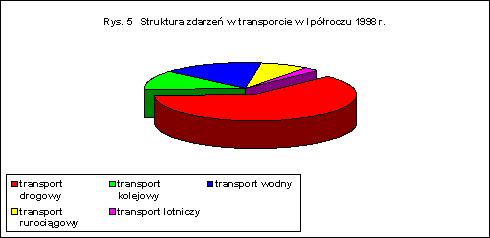 Rys. 5 Struktura zdarzeń w transporcie w I półroczu 1998 r.
transport drogowy
transport kolejowy
transport wodny
transport rurociągowy
transport lotniczy